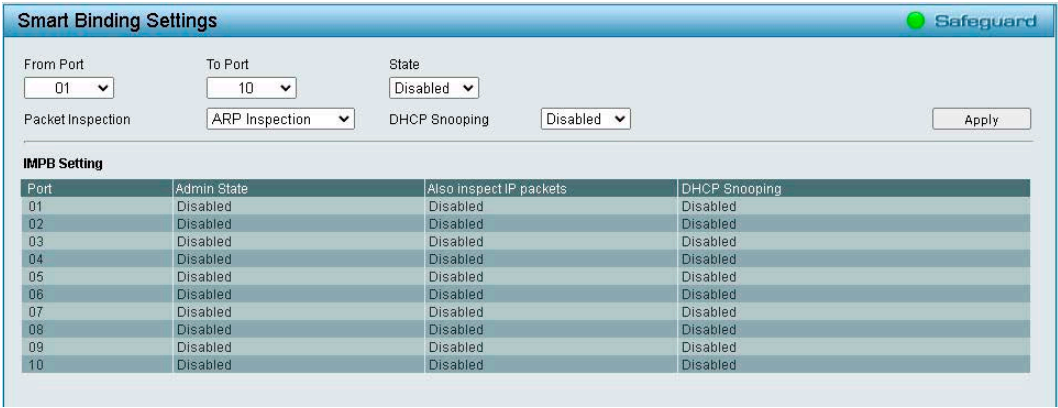 Smart Binding Settings Safeguard
From Port To Port State
01 10 Disabled
Packet Inspection ARP Inspection DHCP Snooping Disabled Apply
IMPB Setting
Port Admin State Also inspect IP packets DHCP Snooping
01 Disabled Disabled Disabled
02 Disabled Disabled Disabled
03 Disabled Disabled Disabled
04 Disabled Disabled Disabled
05 Disabled Disabled Disabled
06 Disabled Disabled Disabled
07 Disabled Disabled Disabled
08 Disabled Disabled Disabled
09 Disabled Disabled Disabled
10 Disabled Disabled Disabled